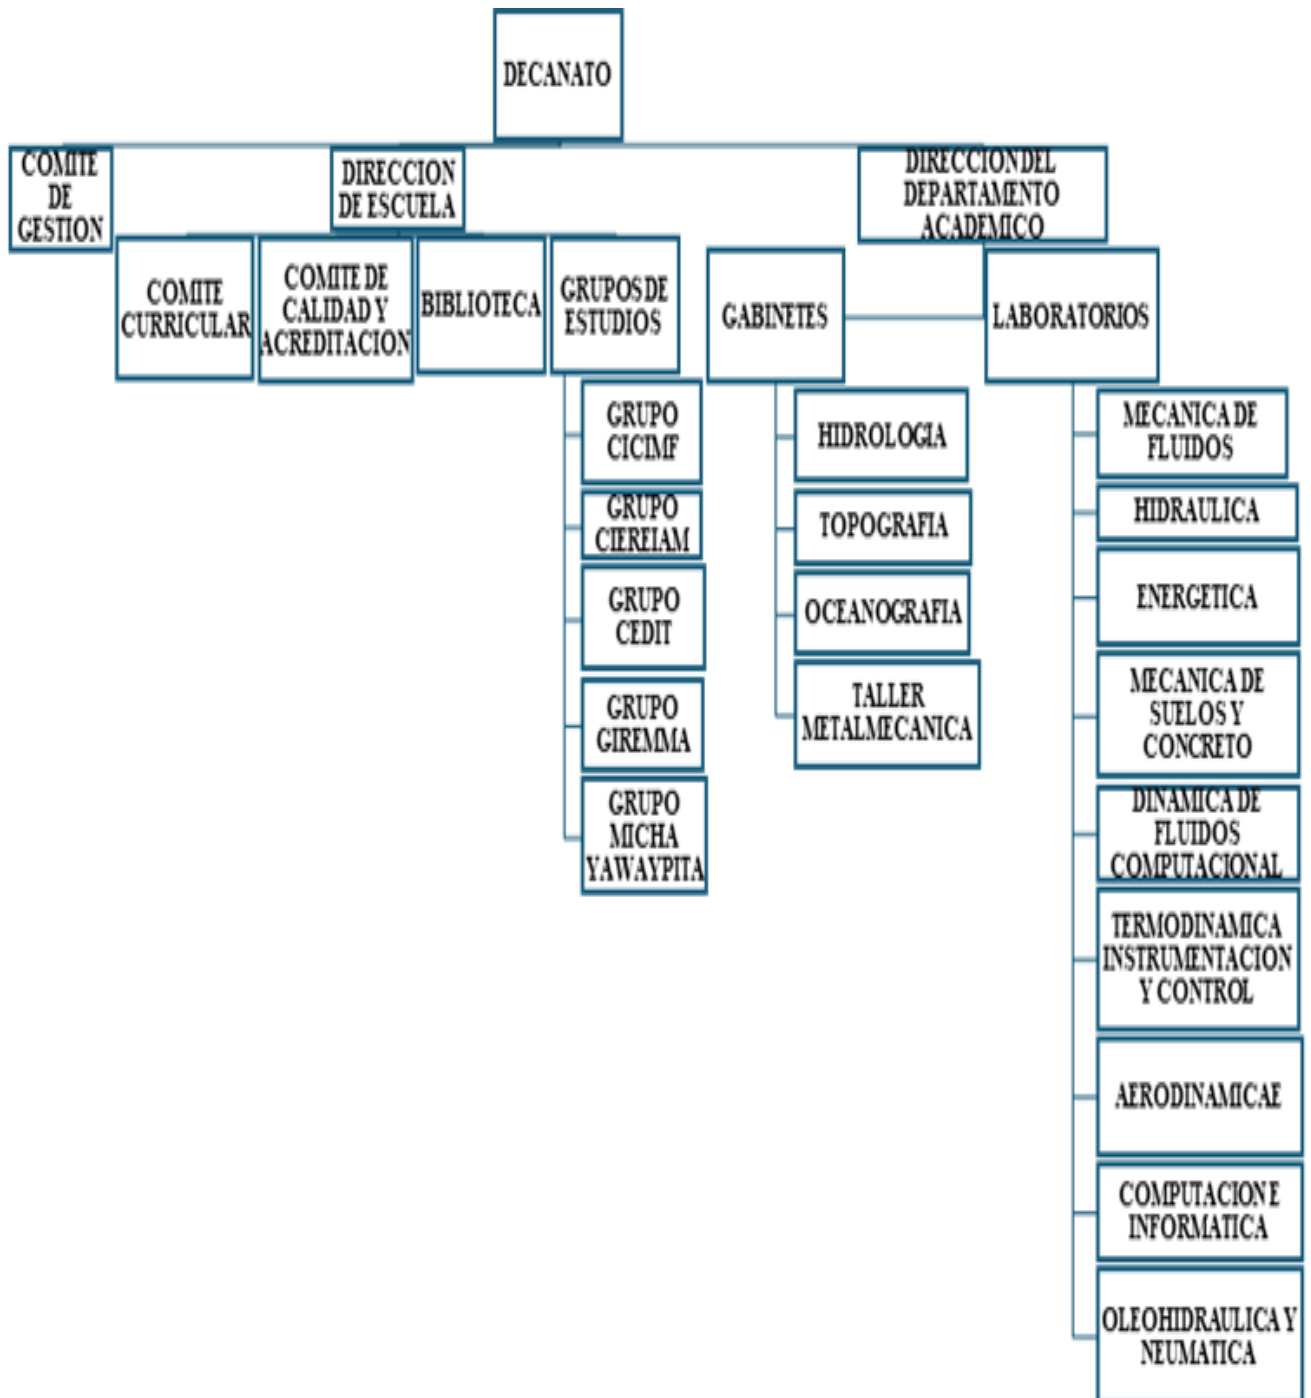 DECANATO
COMITE
DE
GESTION
DIRECCION
DE ESCUELA
DIRECCION DEL
DEPARTAMENTO
ACADEMICO
COMITE
CURRICULAR
COMITE DE
CALIDAD Y
ACREDITACION
BIBLIOTECA
GRUPOS DE
ESTUDIOS
GABINETES
LABORATORIOS
GRUPO
CICIMF
GRUPO
CIEREIAM
GRUPO
CEDIT
GRUPO
GIREMMA
GRUPO
MICHA
YAWAYPITA
HIDROLOGIA
TOPOGRAFIA
OCEANOGRAFIA
TALLER
METALMECANICA
MECANICA DE
FLUIDOS
HIDRAULICA
ENERGETICA
MECANICA DE
SUELOS Y
CONCRETO
DINAMICA DE
FLUIDOS
COMPUTACIONAL
TERMODINAMICA
INSTRUMENTACION
Y CONTROL
AERODINAMICAE
COMPUTACION E
INFORMATICA
OLEOHIDRAULICA Y
NEUMATICA